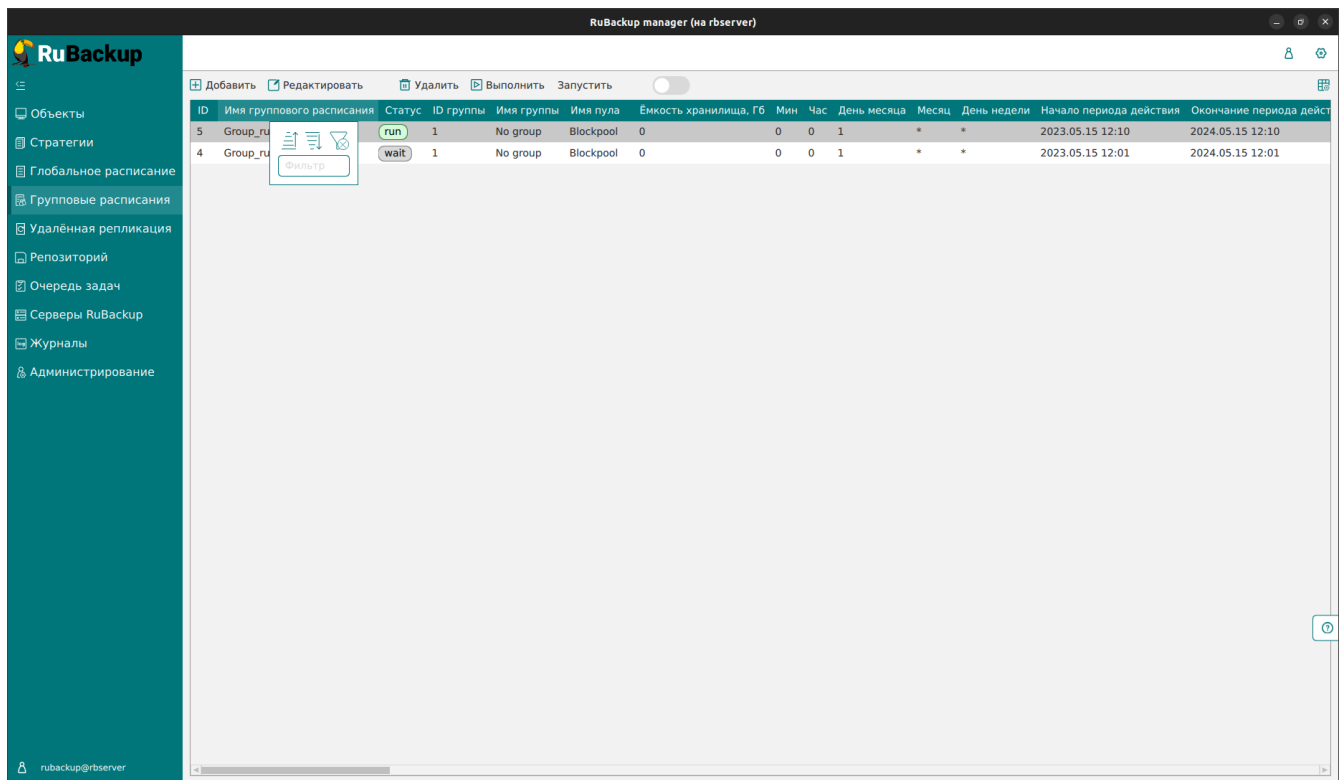 RuBackup manager (на rbserver)
RuBackup
Добавить Редактировать Удалить Выполнить Запустить
ID Имя группового расписания Статус ID группы Имя группы Имя пула Ёмкость хранилища, Гб Мин Час День месяца Месяц День недели Начало периода действия Окончание периода дейст
5 Group_ru run 1 No group Blockpool 0 0 0 1 * * 2023.05.15 12:10 2024.05.15 12:10
4 Group_ru wait 1 No group Blockpool 0 0 0 1 * * 2023.05.15 12:01 2024.05.15 12:01
Фильтр
Объекты
Стратегии
Глобальное расписание
Групповые расписания
Удалённая репликация
Репозиторий
Очередь задач
Серверы RuBackup
Журналы
Администрирование
rubackup@rbserver